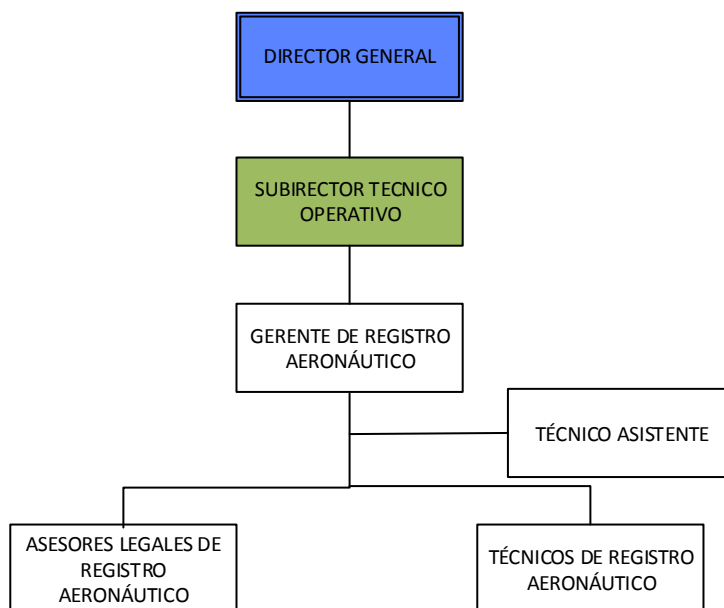 DIRECTOR GENERAL
SUBIRECTOR TECNICO
OPERATIVO
GERENTE DE REGISTRO
AERONÁUTICO
TÉCNICO ASISTENTE
ASESORES LEGALES DE
REGISTRO
AERONÁUTICO
TÉCNICOS DE REGISTRO
AERONÁUTICO